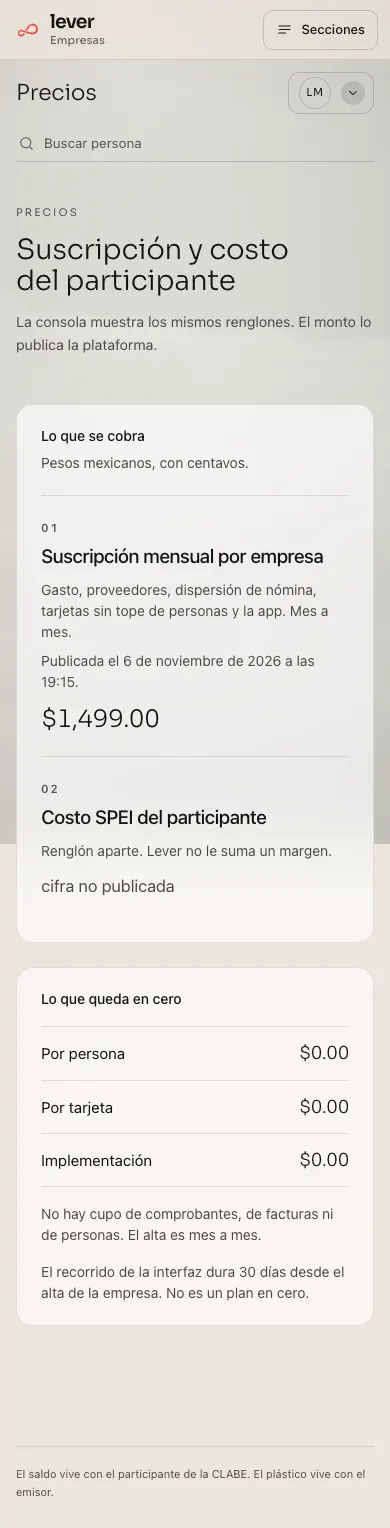 lever
Empresas
Secciones
Precios
LM
Buscar persona
PRECIOS
Suscripción y costo
del participante
La consola muestra los mismos renglones. El monto lo
publica la plataforma.
Lo que se cobra
Pesos mexicanos, con centavos.
01
Suscripción mensual por empresa
Gasto, proveedores, dispersión de nómina,
tarjetas sin tope de personas y la app. Mes a
mes.
Publicada el 6 de noviembre de 2026 a las
19:15.
$1,499.00
02
Costo SPEI del participante
Renglón aparte. Lever no le suma un margen.
cifra no publicada
Lo que queda en cero
Por persona $0.00
Por tarjeta $0.00
Implementación $0.00
No hay cupo de comprobantes, de facturas ni
de personas. El alta es mes a mes.
El recorrido de la interfaz dura 30 días desde el
alta de la empresa. No es un plan en cero.
El saldo vive con el participante de la CLABE. El plástico vive con el
emisor.